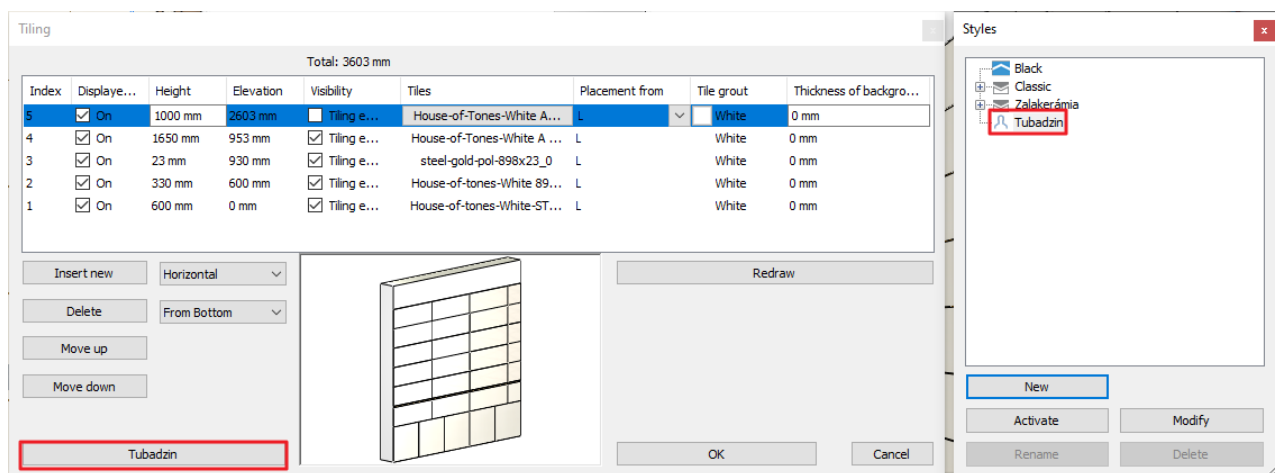 Tiling
Total: 3603 mm
Index Displaye... Height Elevation Visibility Tiles Placement from Tile grout Thickness of backgro...
5 On 1000 mm 2603 mm Tiling e... House-of-Tones-White A... L White 0 mm
4 On 1650 mm 953 mm Tiling e... House-of-Tones-White A ... L White 0 mm
3 On 23 mm 930 mm Tiling e... steel-gold-pol-898x23_0 L White 0 mm
2 On 330 mm 600 mm Tiling e... House-of-tones-White 89... L White 0 mm
1 On 600 mm 0 mm Tiling e... House-of-tones-White-ST... L White 0 mm
Insert new Horizontal Redraw
Delete From Bottom
Move up
Move down
Tubadzin OK Cancel
Styles
x
Black
Classic
Zalakerámia
Tubadzin
New
Activate Modify
Rename Delete